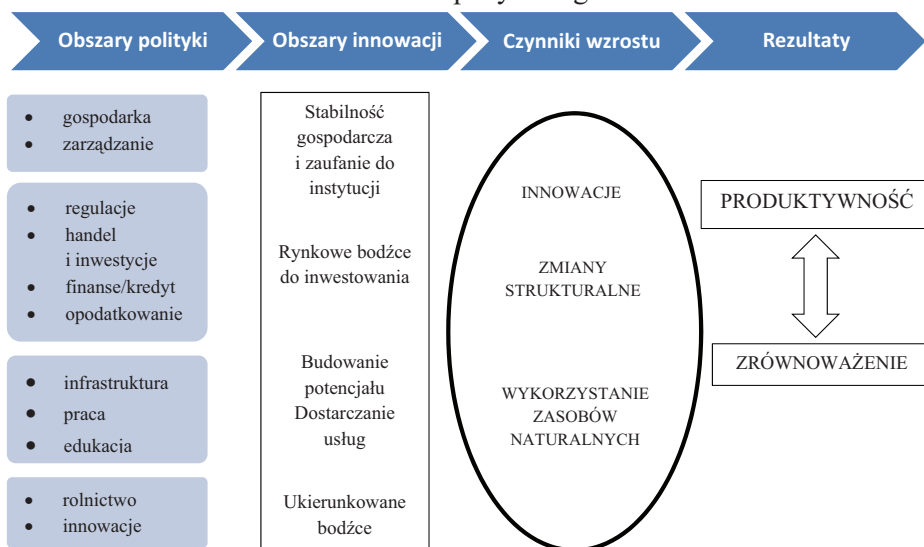 Obszary polityki
Obszary innowacji
Czynniki wzrostu
Rezultaty
• gospodarka
• zarządzanie
• regulacje
• handel
i inwestycje
• finanse/kredyt
• opodatkowanie
• infrastruktura
• praca
• edukacja
• rolnictwo
• innowacje
Stabilność
gospodarcza
i zaufanie do
instytucji
Rynkowe bodźce
do inwestowania
Budowanie
potencjału
Dostarczanie
usług
Ukierunkowane
bodźce
INNOWACJE
ZMIANY
STRUKTURALNE
WYKORZYSTANIE
ZASOBÓW
NATURALNYCH
PRODUKTYWNOŚĆ
ZRÓWNOWAŻENIE